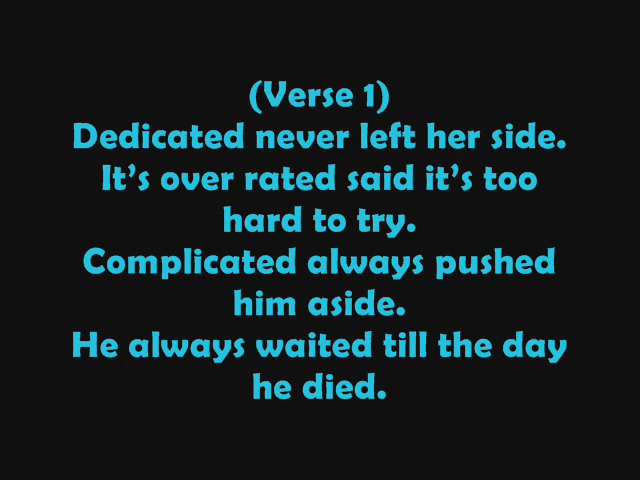 (Verse 1)
Dedicated never left her side.
It's over rated said it's too
hard to try.
Complicated always pushed
him aside.
He always waited till the day
he died.